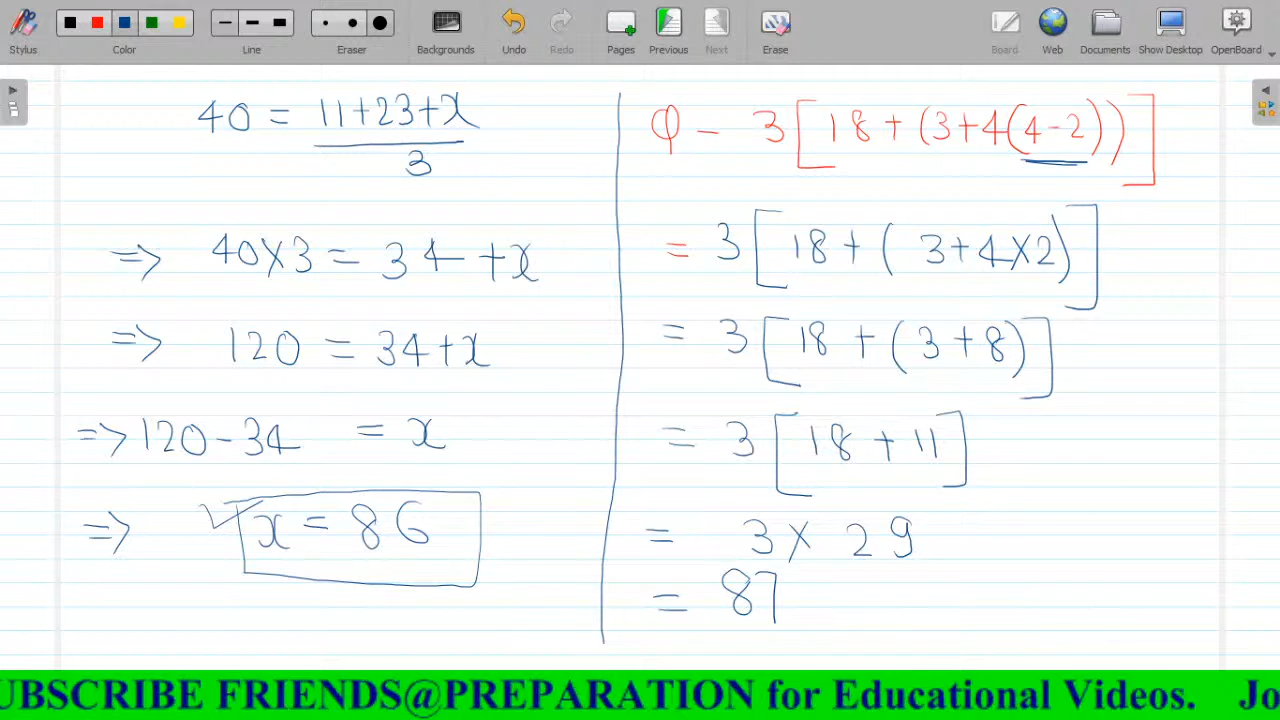 Stylus
Color
Line
Eraser
Backgrounds
Undo
Redo
Pages
Previous
Next
Erase
Board
Web
Documents
Show Desktop
OpenBoard
40 = 11+23+x
3
=> 40×3 = 34 +x
=> 120 = 34+x
=> 120-34 = x
=> x = 86
Q - 3[18+(3+4(4-2))]
= 3[18+( 3+4×2)]
= 3[18+(3+8)]
= 3[18+11]
= 3× 29
= 87
UBSCRIBE FRIENDS@PREPARATION for Educational Videos. Jo